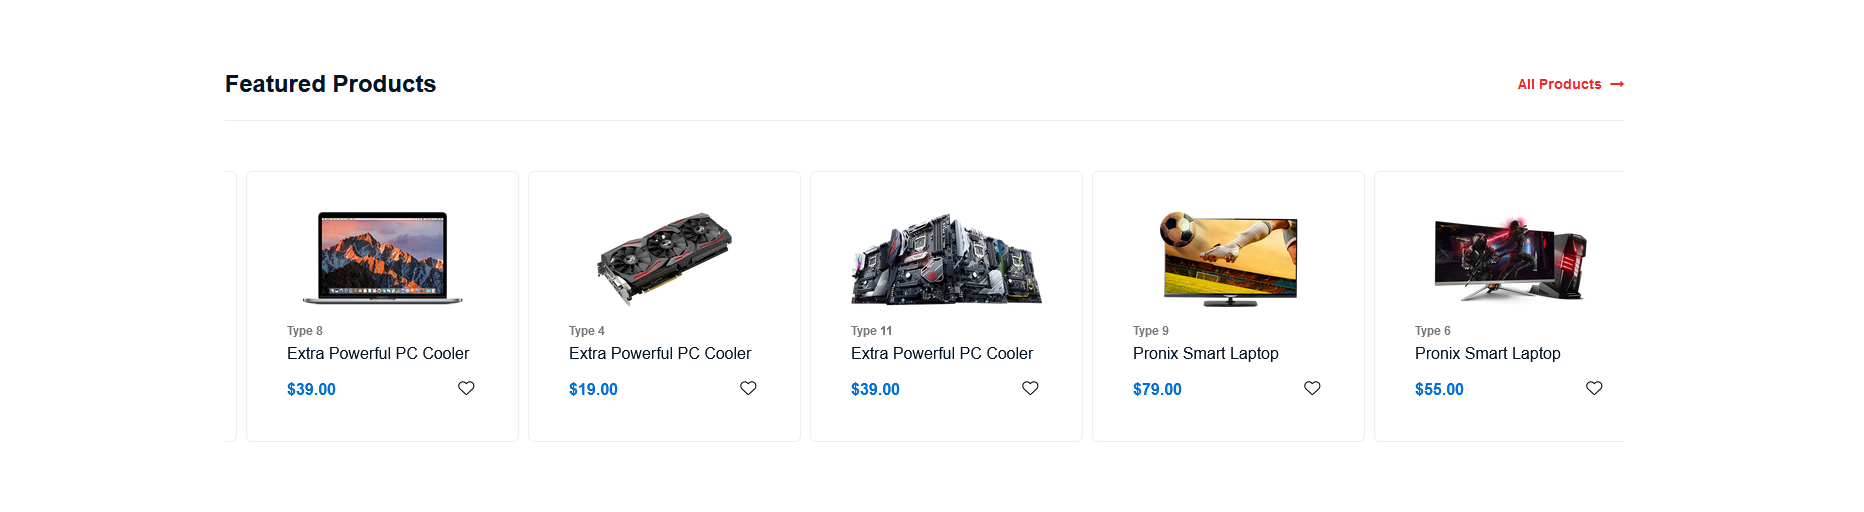 Featured Products
All Products →
Type 8
Extra Powerful PC Cooler
$39.00
Type 4
Extra Powerful PC Cooler
$19.00
Type 11
Extra Powerful PC Cooler
$39.00
Type 9
Pronix Smart Laptop
$79.00
Type 6
Pronix Smart Laptop
$55.00